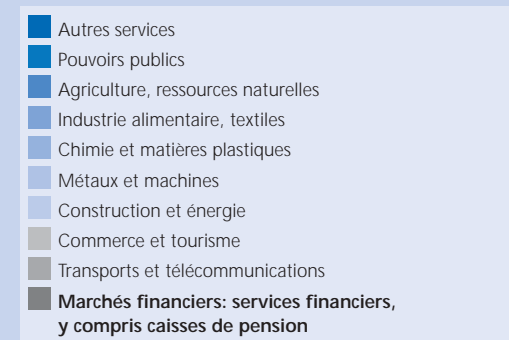 Autres services
Pouvoirs publics
Agriculture, ressources naturelles
Industrie alimentaire, textiles
Chimie et matières plastiques
Métaux et machines
Construction et énergie
Commerce et tourisme
Transports et télécommunications
Marchés financiers: services financiers,
y compris caisses de pension